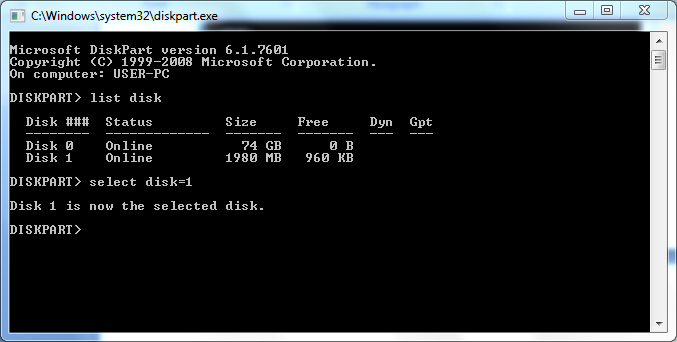 C:\Windows\system32\diskpart.exe
Microsoft DiskPart version 6.1.7601
Copyright (C) 1999-2008 Microsoft Corporation.
On computer: USER-PC
DISKPART> list disk
Disk ###  Status         Size     Free     Dyn  Gpt
--------  -------------  -------  -------  ---  ---
Disk 0    Online           74 GB      0 B
Disk 1    Online         1980 MB   960 KB
DISKPART> select disk=1
Disk 1 is now the selected disk.
DISKPART>